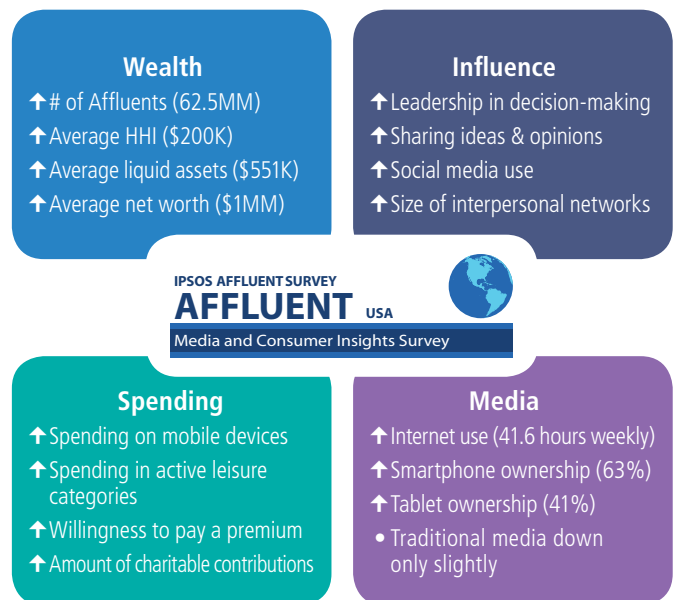 Wealth
↑ # of Affluents (62.5MM)
↑ Average HHI ($200K)
↑ Average liquid assets ($551K)
↑ Average net worth ($1MM)
Influence
↑ Leadership in decision-making
↑ Sharing ideas & opinions
↑ Social media use
↑ Size of interpersonal networks
IPSOS AFFLUENT SURVEY
AFFLUENT USA
Media and Consumer Insights Survey
Spending
↑ Spending on mobile devices
↑ Spending in active leisure
categories
↑ Willingness to pay a premium
↑ Amount of charitable contributions
Media
↑ Internet use (41.6 hours weekly)
↑ Smartphone ownership (63%)
↑ Tablet ownership (41%)
• Traditional media down
only slightly